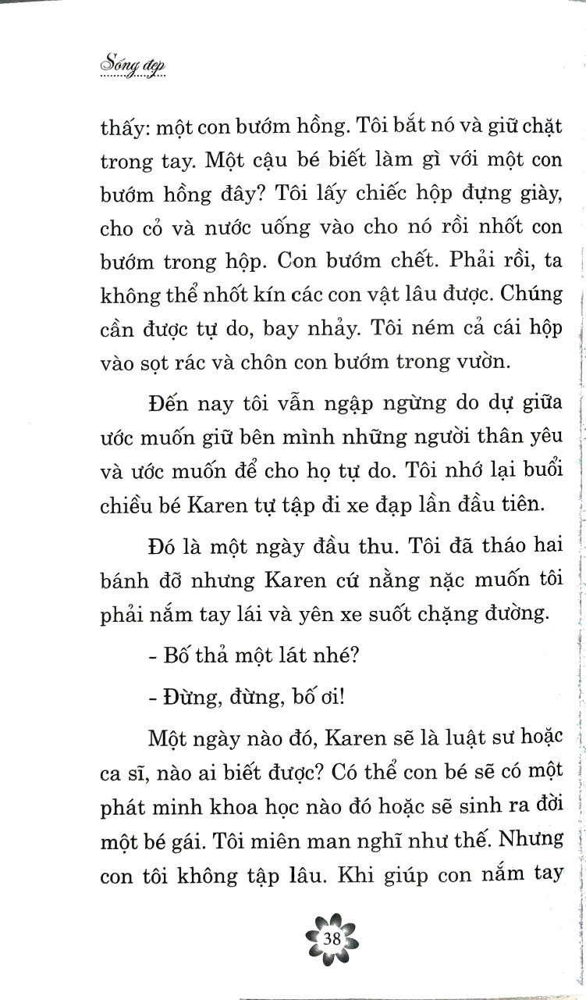 Sống đẹp
thấy: một con bướm hồng. Tôi bắt nó và giữ chặt
trong tay. Một cậu bé biết làm gì với một con
bướm hồng đây? Tôi lấy chiếc hộp đựng giày,
cho cỏ và nước uống vào cho nó rồi nhốt con
bướm trong hộp. Con bướm chết. Phải rồi, ta
không thể nhốt kín các con vật lâu được. Chúng
cần được tự do, bay nhảy. Tôi ném cả cái hộp
vào sọt rác và chôn con bướm trong vườn.
Đến nay tôi vẫn ngập ngừng do dự giữa
ước muốn giữ bên mình những người thân yêu
và ước muốn để cho họ tự do. Tôi nhớ lại buổi
chiều bé Karen tự tập đi xe đạp lần đầu tiên.
Đó là một ngày đầu thu. Tôi đã tháo hai
bánh đỡ nhưng Karen cứ nằng nặc muốn tôi
phải nắm tay lái và yên xe suốt chặng đường.
- Bố thả một lát nhé?
- Đừng, đừng, bố ơi!
Một ngày nào đó, Karen sẽ là luật sư hoặc
ca sĩ, nào ai biết được? Có thể con bé sẽ có một
phát minh khoa học nào đó hoặc sẽ sinh ra đời
một bé gái. Tôi miên man nghĩ như thế. Nhưng
con tôi không tập lâu. Khi giúp con nắm tay
38